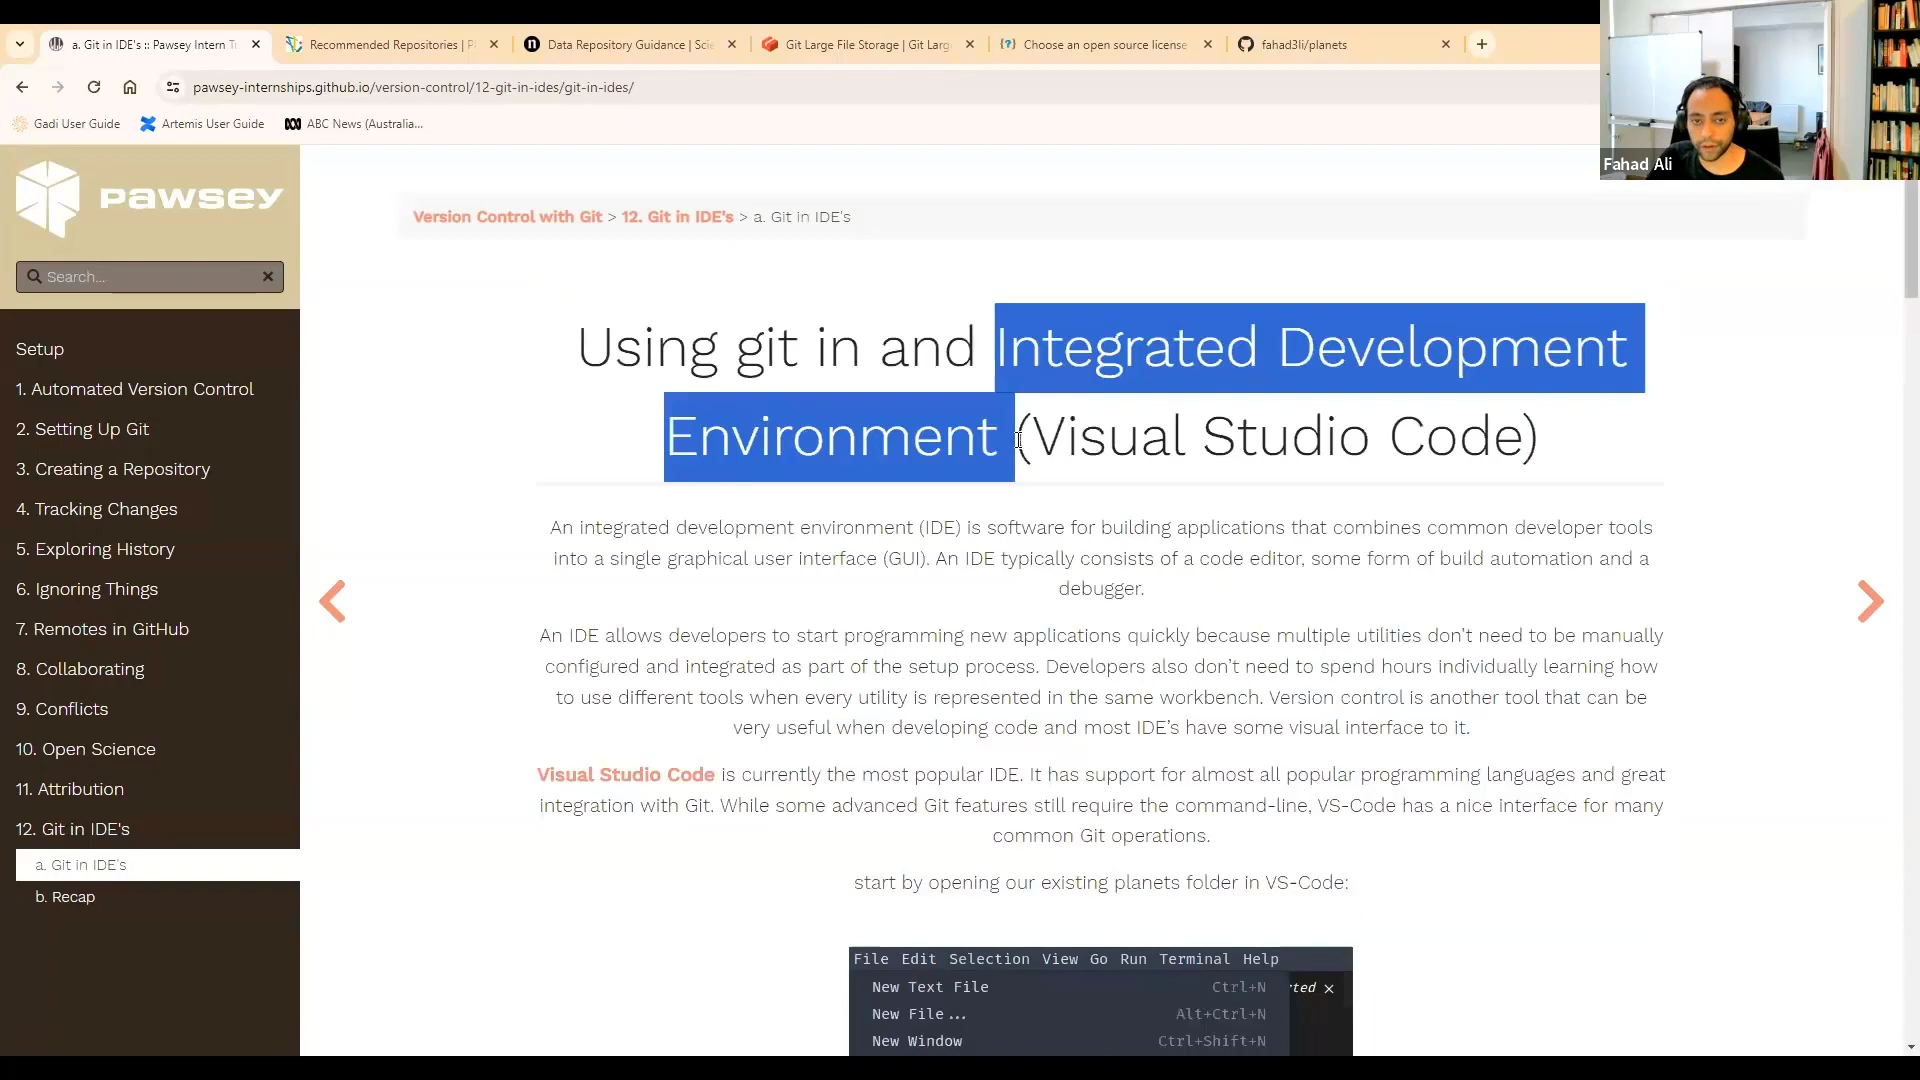 a. Git in IDE's :: Pawsey Intern Tr
Recommended Repositories | P
Data Repository Guidance | Scie
Git Large File Storage | Git Larg
Choose an open source license
fahad3li/planets
pawsey-internships.github.io/version-control/12-git-in-ides/git-in-ides/
Gadi User Guide
Artemis User Guide
ABC News (Australia...
Fahad Ali
PAWSEY
Search...
Setup
1. Automated Version Control
2. Setting Up Git
3. Creating a Repository
4. Tracking Changes
5. Exploring History
6. Ignoring Things
7. Remotes in GitHub
8. Collaborating
9. Conflicts
10. Open Science
11. Attribution
12. Git in IDE's
a. Git in IDE's
b. Recap
Version Control with Git > 12. Git in IDE's > a. Git in IDE's
Using git in and Integrated Development
Environment (Visual Studio Code)
An integrated development environment (IDE) is software for building applications that combines common developer tools
into a single graphical user interface (GUI). An IDE typically consists of a code editor, some form of build automation and a
debugger.
An IDE allows developers to start programming new applications quickly because multiple utilities don't need to be manually
configured and integrated as part of the setup process. Developers also don't need to spend hours individually learning how
to use different tools when every utility is represented in the same workbench. Version control is another tool that can be
very useful when developing code and most IDE's have some visual interface to it.
Visual Studio Code is currently the most popular IDE. It has support for almost all popular programming languages and great
integration with Git. While some advanced Git features still require the command-line, VS-Code has a nice interface for many
common Git operations.
start by opening our existing planets folder in VS-Code:
File Edit Selection View Go Run Terminal Help
New Text File Ctrl+N
ted
New File... Alt+Ctrl+N
New Window Ctrl+Shift+N